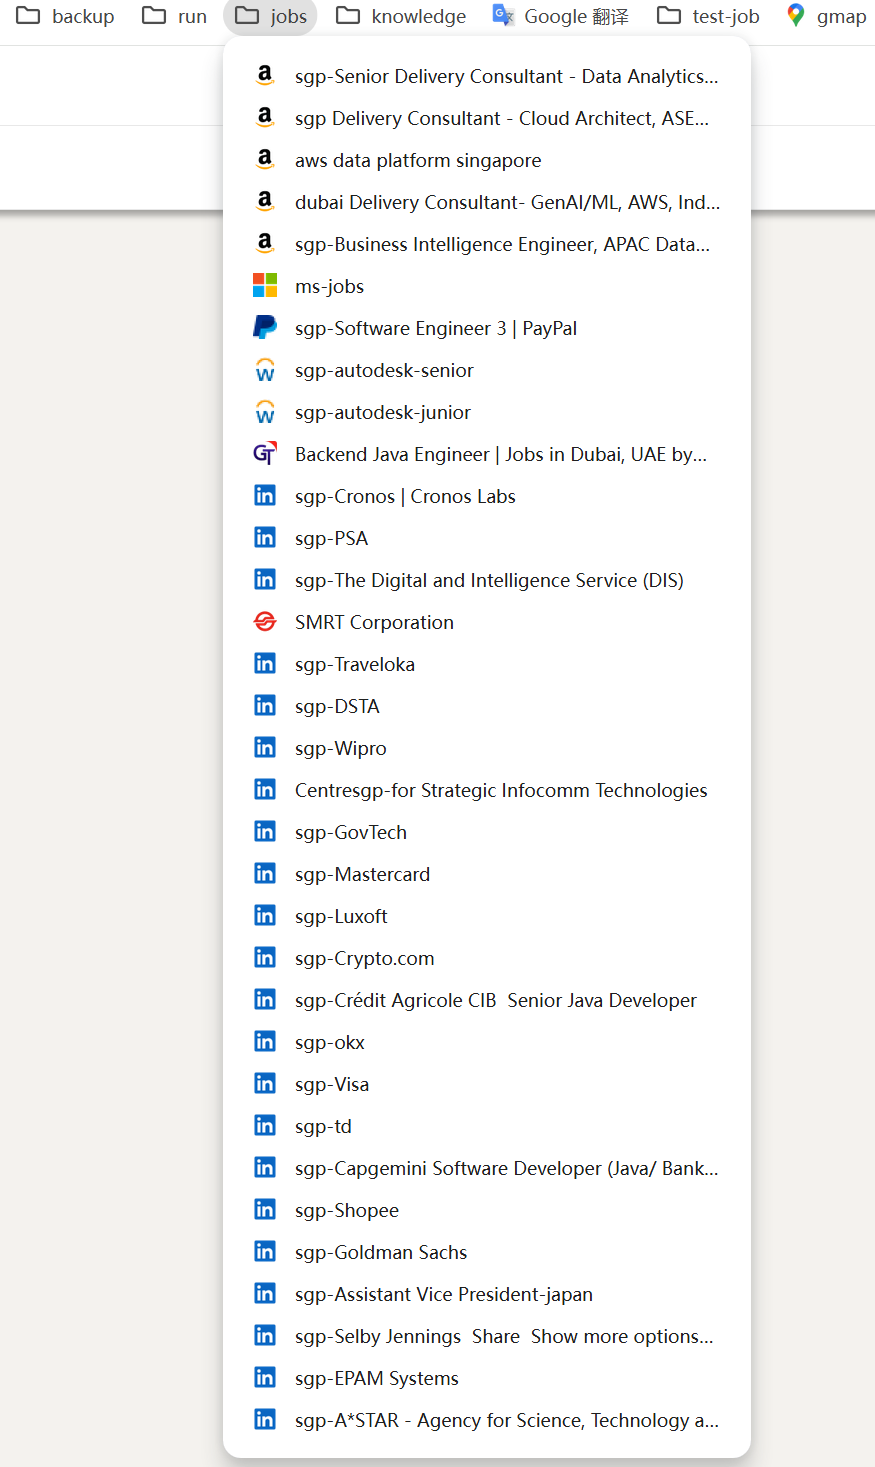 backup run jobs knowledge Google 翻译 test-job gmap
sgp-Senior Delivery Consultant - Data Analytics...
sgp Delivery Consultant - Cloud Architect, ASE...
aws data platform singapore
dubai Delivery Consultant- GenAI/ML, AWS, Ind...
sgp-Business Intelligence Engineer, APAC Data...
ms-jobs
sgp-Software Engineer 3 | PayPal
sgp-autodesk-senior
sgp-autodesk-junior
Backend Java Engineer | Jobs in Dubai, UAE by...
sgp-Cronos | Cronos Labs
sgp-PSA
sgp-The Digital and Intelligence Service (DIS)
SMRT Corporation
sgp-Traveloka
sgp-DSTA
sgp-Wipro
Centresgp-for Strategic Infocomm Technologies
sgp-GovTech
sgp-Mastercard
sgp-Luxoft
sgp-Crypto.com
sgp-Crédit Agricole CIB  Senior Java Developer
sgp-okx
sgp-Visa
sgp-td
sgp-Capgemini Software Developer (Java/ Bank...
sgp-Shopee
sgp-Goldman Sachs
sgp-Assistant Vice President-japan
sgp-Selby Jennings  Share  Show more options...
sgp-EPAM Systems
sgp-A*STAR - Agency for Science, Technology a...